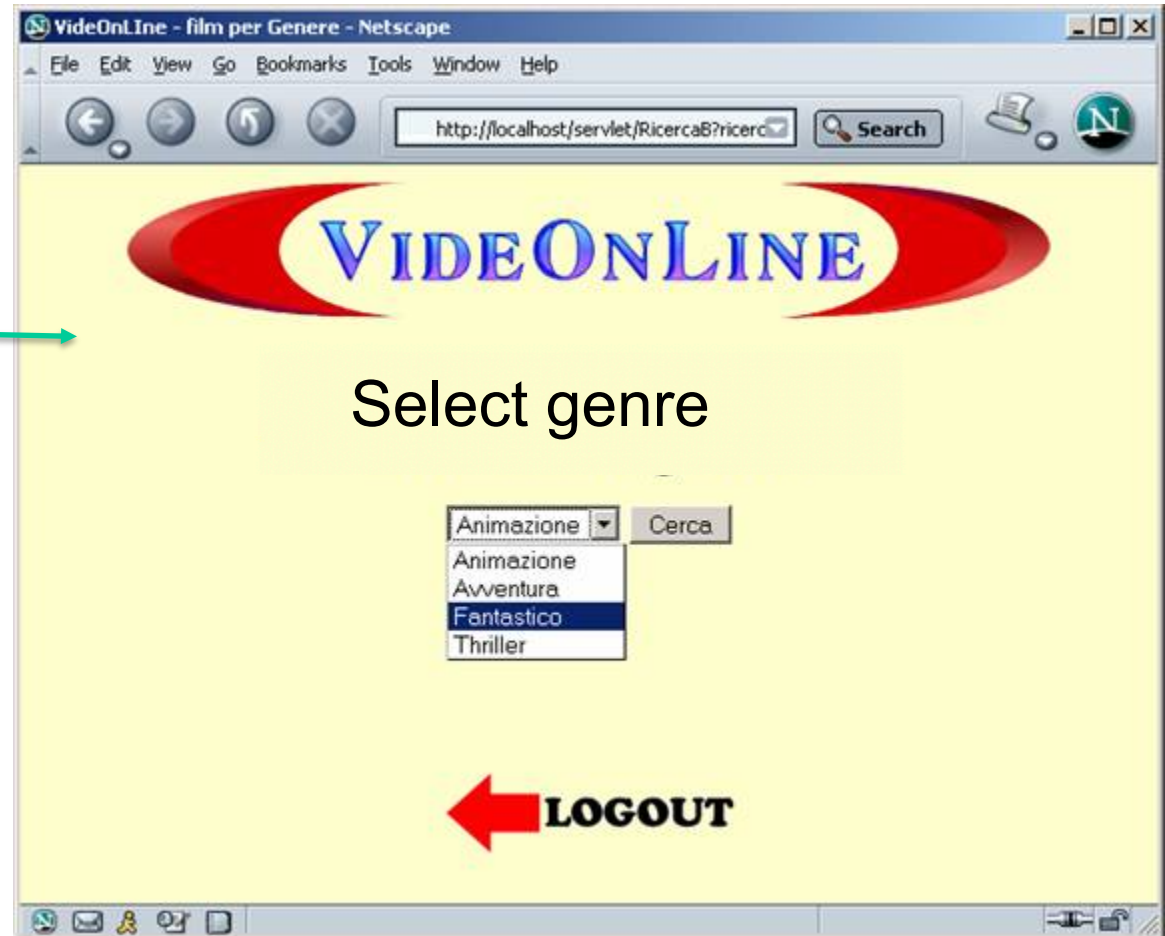 VideOnLIne - film per Genere - Netscape
File Edit View Go Bookmarks Tools Window Help
http://localhost/servlet/RicercaB?ricerc
Search
N
VIDEONLINE
Select genre
Animazione
Cerca
Animazione
Avventura
Fantastico
Thriller
LOGOUT